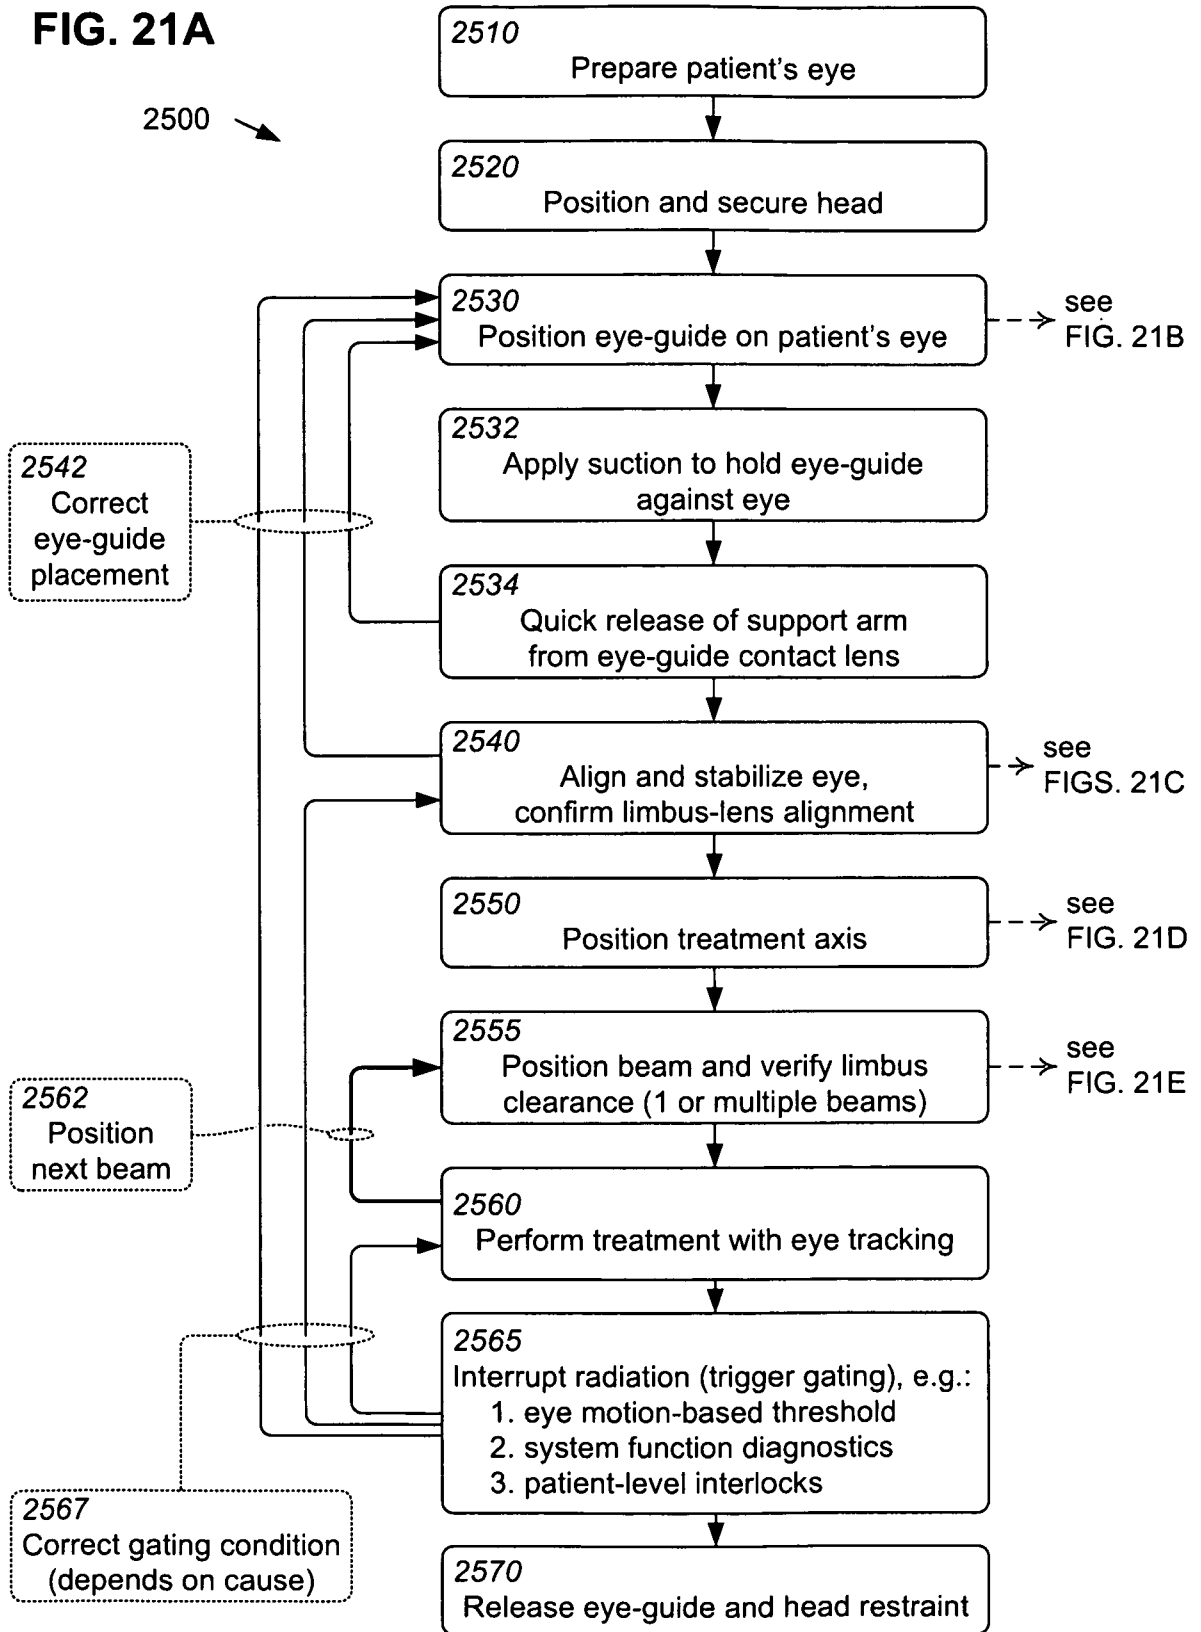 FIG. 21A
2500
2510
Prepare patient's eye
2520
Position and secure head
2530
Position eye-guide on patient's eye
see
FIG. 21B
2532
Apply suction to hold eye-guide
against eye
2542
Correct
eye-guide
placement
2534
Quick release of support arm
from eye-guide contact lens
2540
Align and stabilize eye,
confirm limbus-lens alignment
see
FIGS. 21C
2550
Position treatment axis
see
FIG. 21D
2555
Position beam and verify limbus
clearance (1 or multiple beams)
see
FIG. 21E
2562
Position
next beam
2560
Perform treatment with eye tracking
2565
Interrupt radiation (trigger gating), e.g.:
1. eye motion-based threshold
2. system function diagnostics
3. patient-level interlocks
2567
Correct gating condition
(depends on cause)
2570
Release eye-guide and head restraint